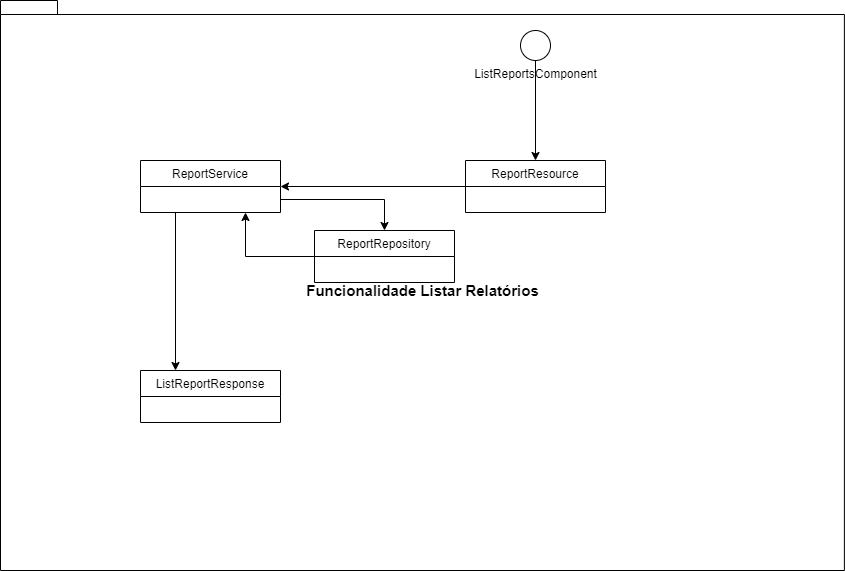 ListReportsComponent
ReportService
ReportResource
ReportRepository
Funcionalidade Listar Relatórios
ListReportResponse